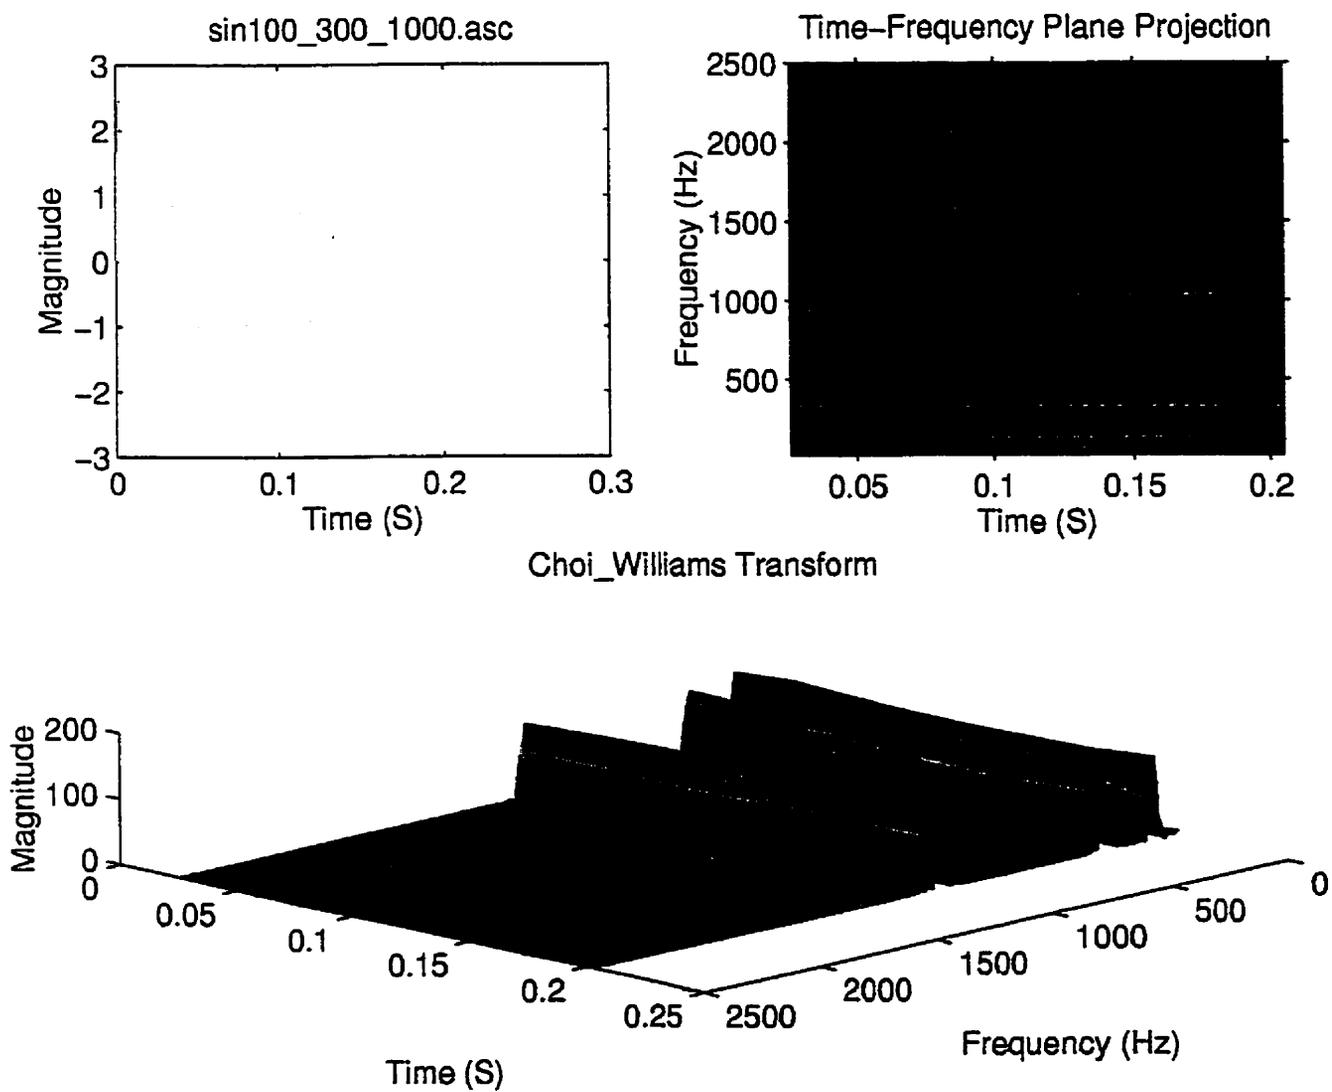 sin100_300_1000.asc
3
2
1
0
−1
−2
−3
Magnitude
0 0.1 0.2 0.3
Time (S)
Time−Frequency Plane Projection
2500
2000
1500
1000
500
Frequency (Hz)
0.05 0.1 0.15 0.2
Time (S)
Choi_Williams Transform
200
100
0
Magnitude
0 0.05 0.1 0.15 0.2 0.25
Time (S)
2500 2000 1500 1000 500 0
Frequency (Hz)